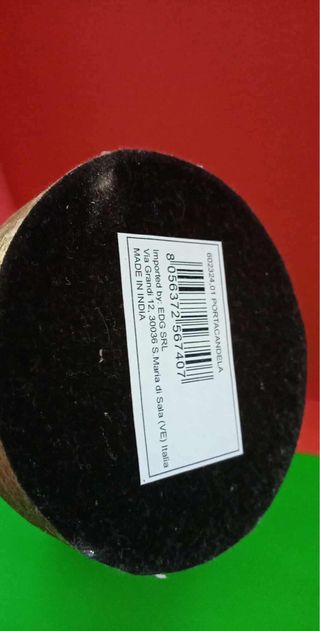 602324.01 PORTACANDELA
8 056372 567407
Imported by: EDG SRL
Via Grandi 12, 30036 S.Maria di Sala (VE) Italia
MADE IN INDIA